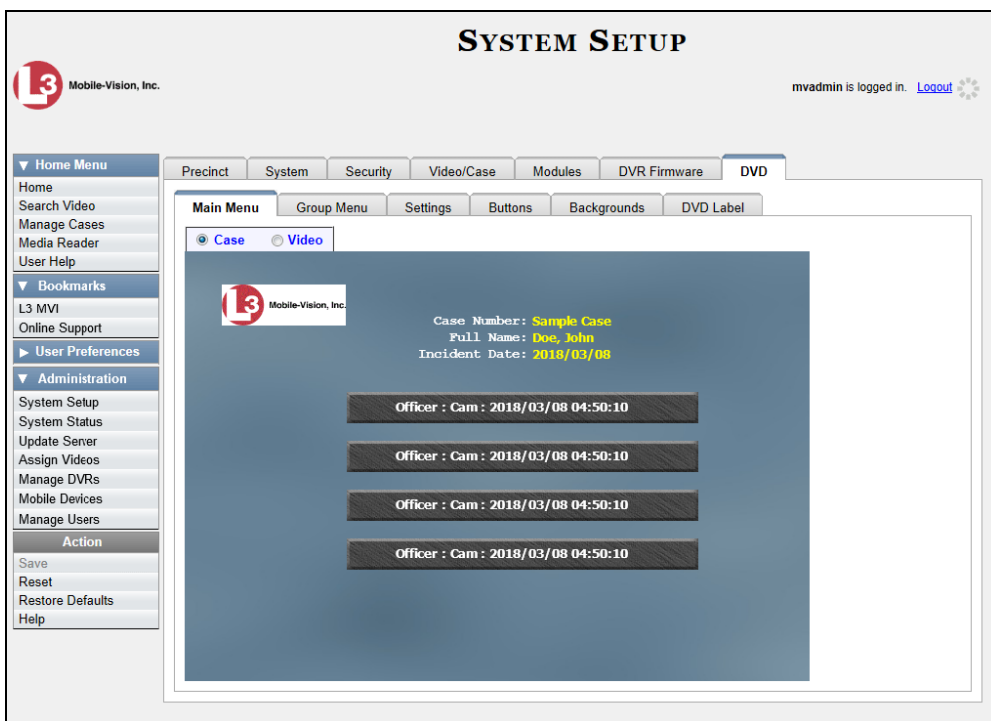 SYSTEM SETUP
L3 Mobile-Vision, Inc.
mvadmin is logged in. Logout
▼ Home Menu
Home
Search Video
Manage Cases
Media Reader
User Help
▼ Bookmarks
L3 MVI
Online Support
▶ User Preferences
▼ Administration
System Setup
System Status
Update Server
Assign Videos
Manage DVRs
Mobile Devices
Manage Users
Action
Save
Reset
Restore Defaults
Help
Precinct System Security Video/Case Modules DVR Firmware DVD
Main Menu Group Menu Settings Buttons Backgrounds DVD Label
Case Video
L3 Mobile-Vision, Inc.
Case Number: Sample Case
Full Name: Doe, John
Incident Date: 2018/03/08
Officer : Cam : 2018/03/08 04:50:10
Officer : Cam : 2018/03/08 04:50:10
Officer : Cam : 2018/03/08 04:50:10
Officer : Cam : 2018/03/08 04:50:10